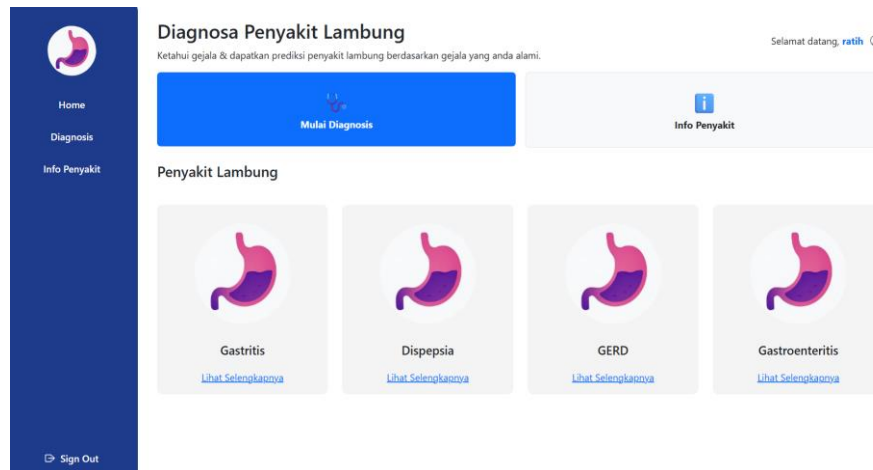 Diagnosa Penyakit Lambung
Ketahui gejala & dapatkan prediksi penyakit lambung berdasarkan gejala yang anda alami.
Selamat datang, ratih
Home
Diagnosis
Info Penyakit
Mulai Diagnosis
Info Penyakit
Penyakit Lambung
Gastritis
Dispepsia
GERD
Gastroenteritis
Lihat Selengkapnya
Lihat Selengkapnya
Lihat Selengkapnya
Lihat Selengkapnya
Sign Out